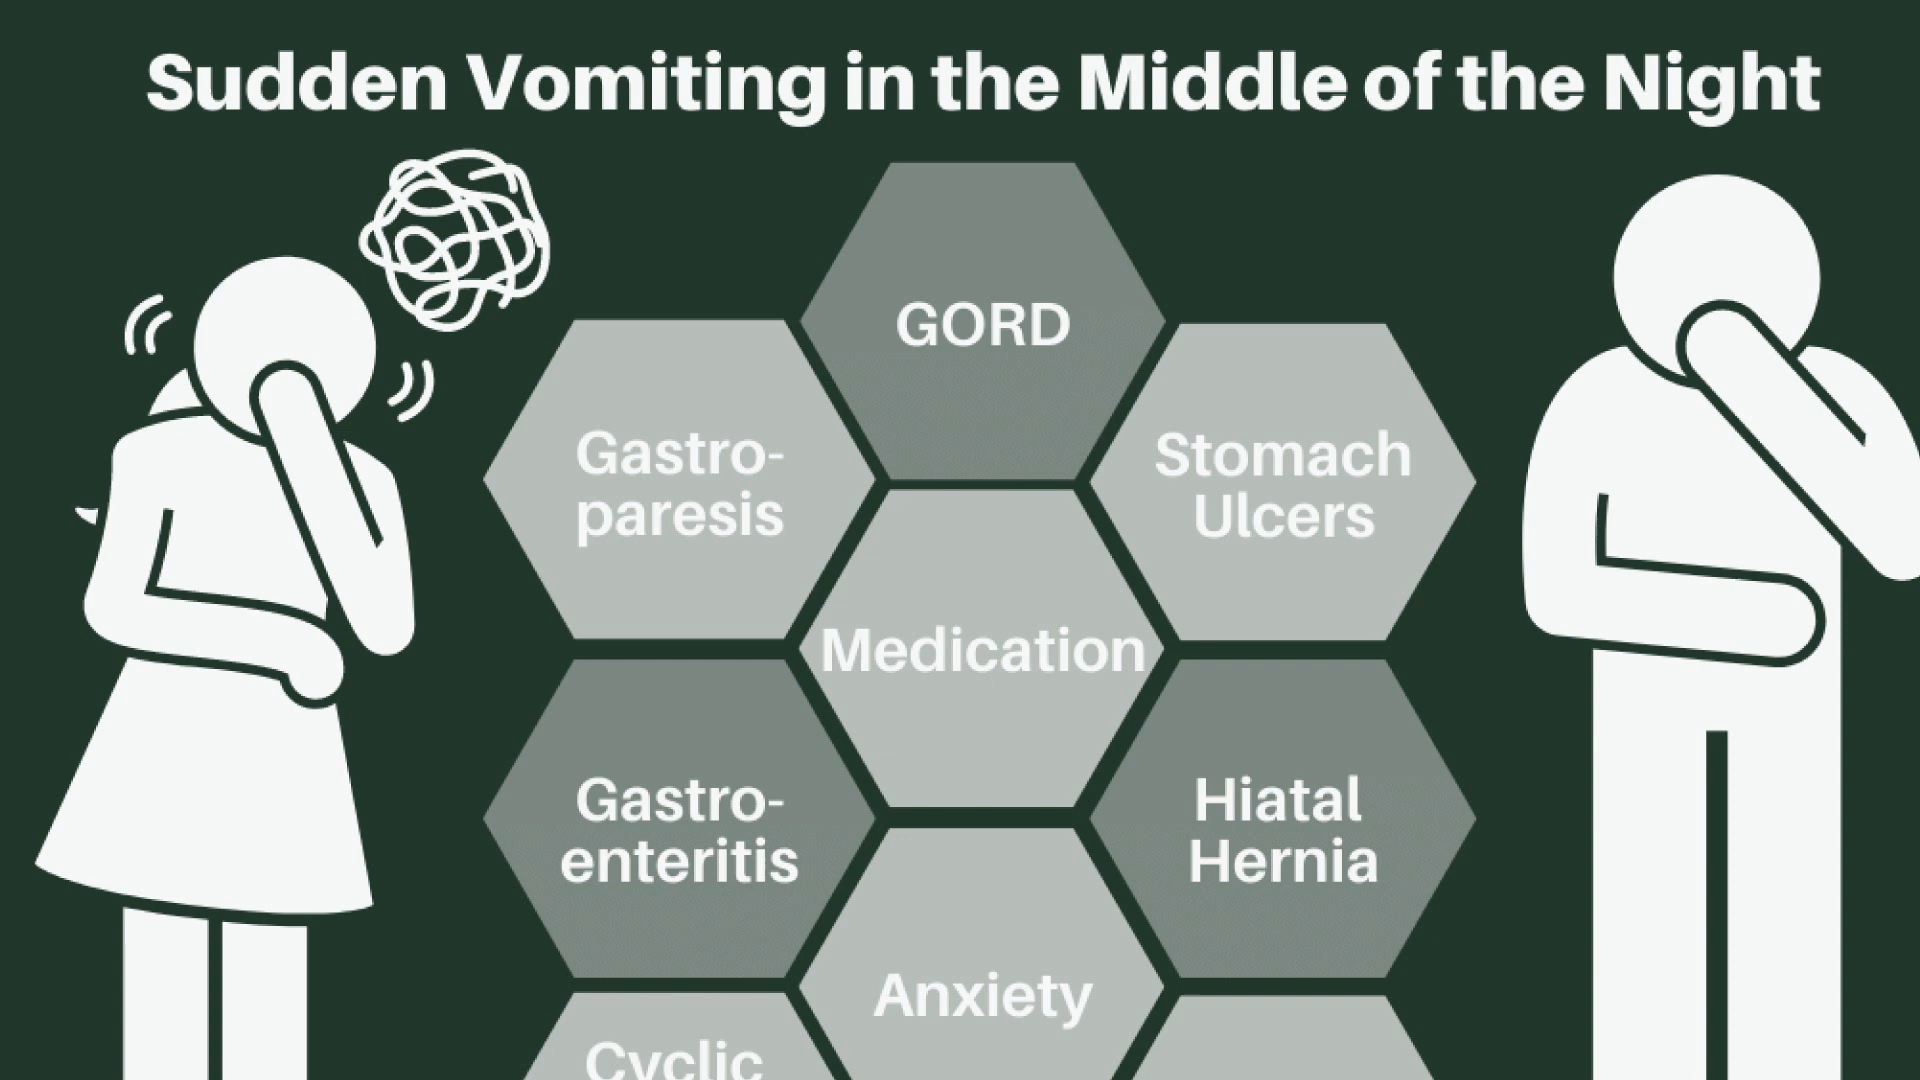 Sudden Vomiting in the Middle of the Night
GORD
Gastro-
paresis
Stomach
Ulcers
Medication
Gastro-
enteritis
Hiatal
Hernia
Anxiety
Cyclic